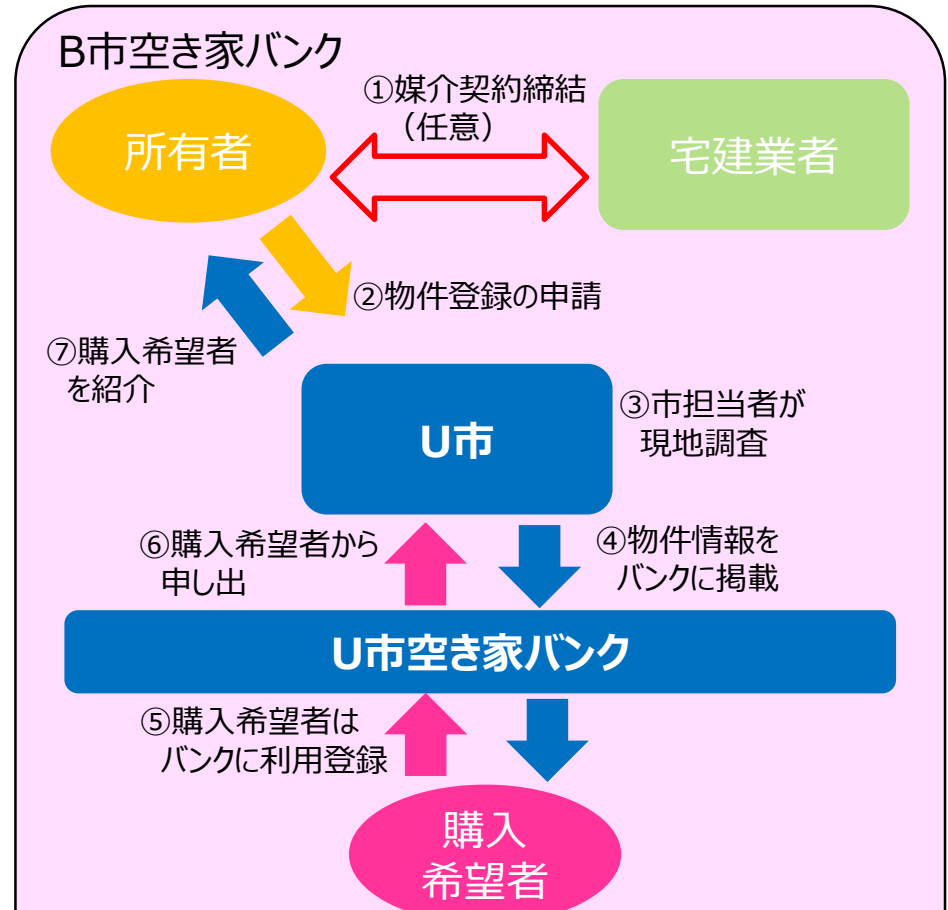 B市空き家バンク
①媒介契約締結
（任意）
所有者
宅建業者
②物件登録の申請
⑦購入希望者
を紹介
U市
③市担当者が
現地調査
⑥購入希望者から
申し出
④物件情報を
バンクに掲載
U市空き家バンク
⑤購入希望者は
バンクに利用登録
購入
希望者